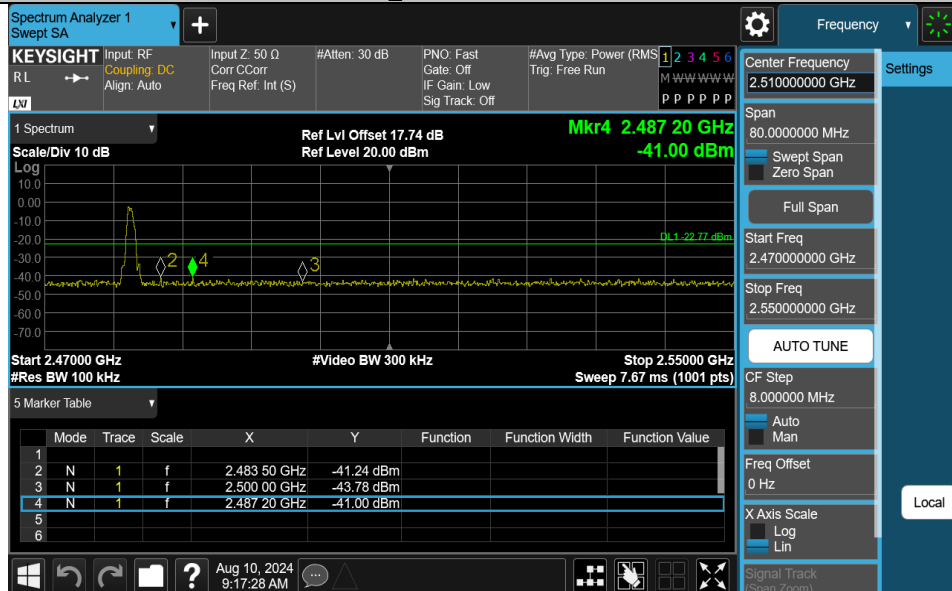 Spectrum Analyzer 1
Swept SA
+
Frequency
KEYSIGHT
RL
LXI
Input: RF
Coupling: DC
Align: Auto
Input Z: 50 Ω
Corr CCorr
Freq Ref: Int (S)
#Atten: 30 dB
PNO: Fast
Gate: Off
IF Gain: Low
Sig Track: Off
#Avg Type: Power (RMS
Trig: Free Run
1 2 3 4 5 6
M W W W W W
P P P P P P
1 Spectrum
Scale/Div 10 dB
Log
Ref Lvl Offset 17.74 dB
Ref Level 20.00 dBm
Mkr4 2.487 20 GHz
-41.00 dBm
10.0
0.00
-10.0
-20.0
-30.0
-40.0
-50.0
-60.0
-70.0
DL1 -22.77 dBm
2
4
3
Start 2.47000 GHz
#Video BW 300 kHz
Stop 2.55000 GHz
#Res BW 100 kHz
Sweep 7.67 ms (1001 pts)
5 Marker Table
Mode Trace Scale X Y Function Function Width Function Value
1
2 N 1 f 2.483 50 GHz -41.24 dBm
3 N 1 f 2.500 00 GHz -43.78 dBm
4 N 1 f 2.487 20 GHz -41.00 dBm
5
6
?
Aug 10, 2024
9:17:28 AM
Center Frequency
2.510000000 GHz
Span
80.0000000 MHz
Swept Span
Zero Span
Full Span
Start Freq
2.470000000 GHz
Stop Freq
2.550000000 GHz
AUTO TUNE
CF Step
8.000000 MHz
Auto
Man
Freq Offset
0 Hz
X Axis Scale
Log
Lin
Signal Track
(Span Zoom)
Settings
Local